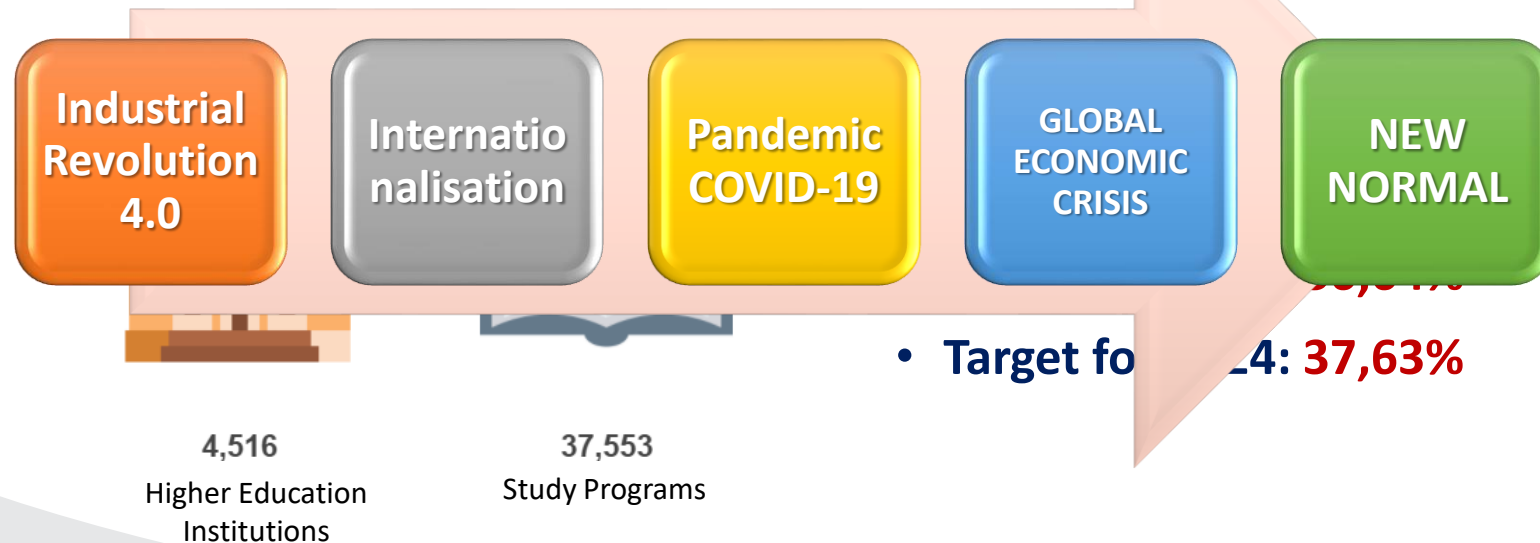 Industrial
Revolution
4.0
Internatio
nalisation
Pandemic
COVID-19
GLOBAL
ECONOMIC
CRISIS
NEW
NORMAL
• Target fo 4: 37,63%
4,516
Higher Education
Institutions
37,553
Study Programs